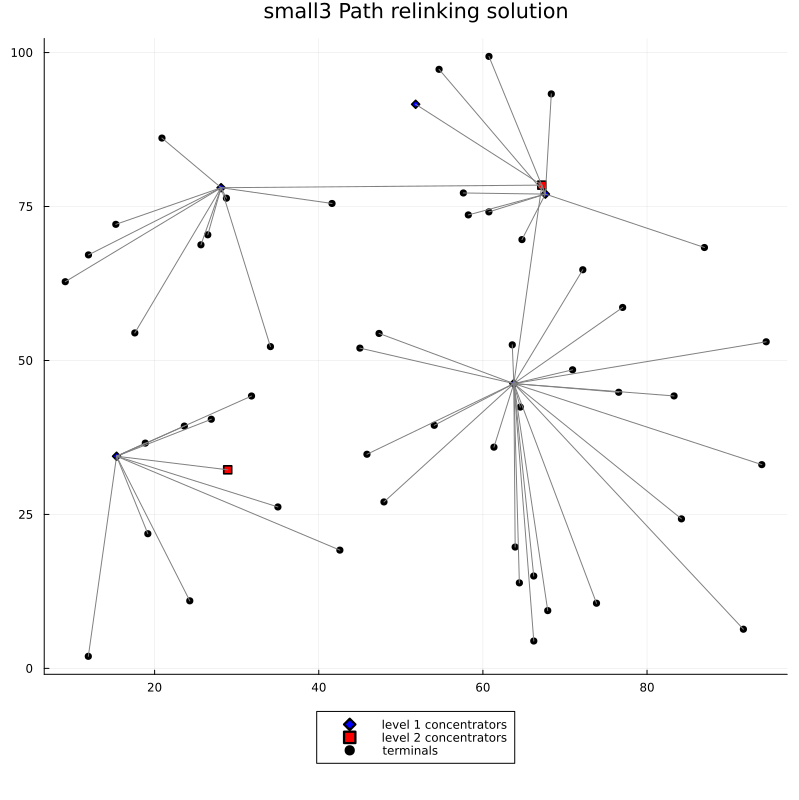 small3 Path relinking solution
100
75
50
25
0
20 40 60 80
level 1 concentrators
level 2 concentrators
terminals